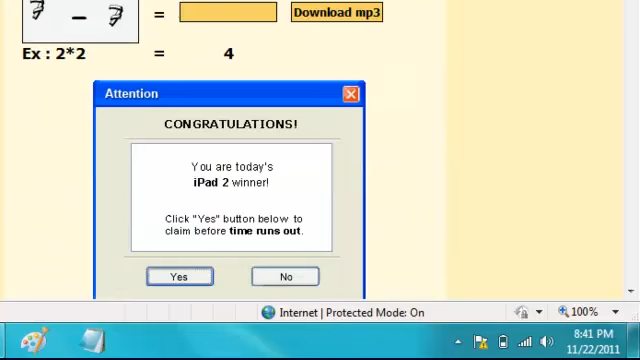 7 - 7 = Download mp3
Ex : 2*2 = 4
Attention
CONGRATULATIONS!
You are today's
iPad 2 winner!
Click "Yes" button below to
claim before time runs out.
Yes No
Internet | Protected Mode: On 100%
8:41 PM
11/22/2011